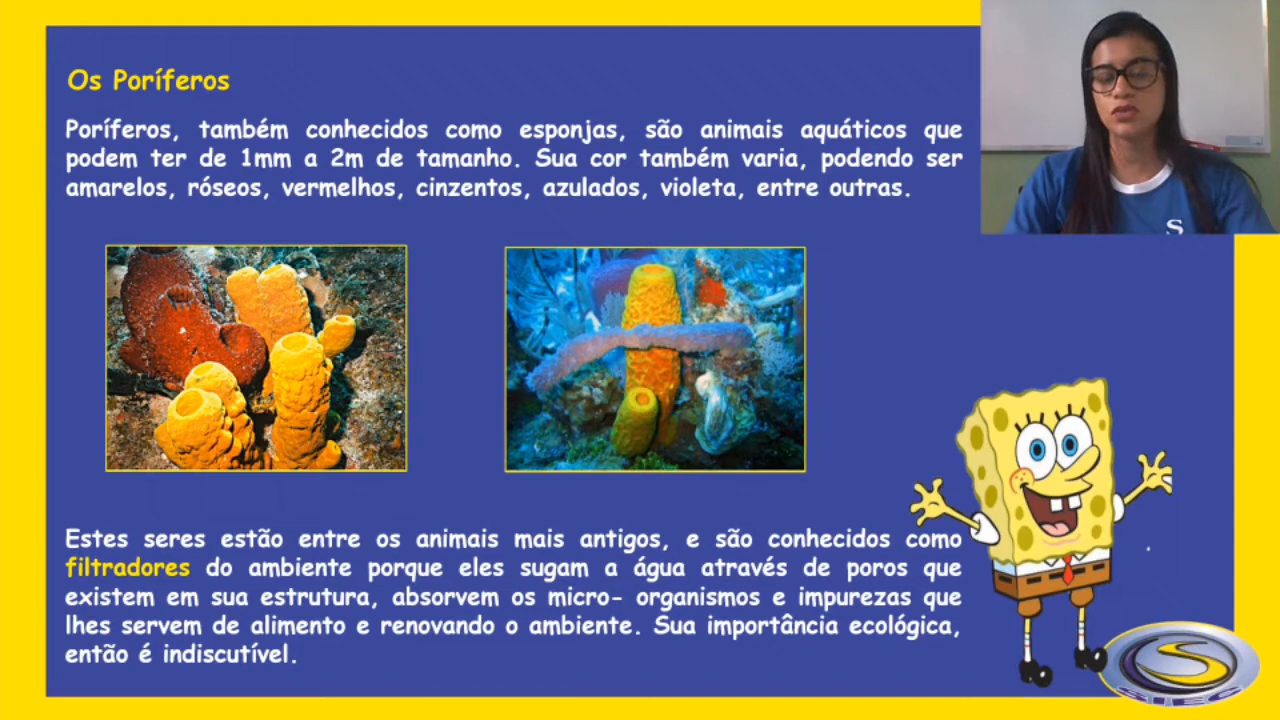 Os Poríferos
Poríferos, também conhecidos como esponjas, são animais aquáticos que
podem ter de 1mm a 2m de tamanho. Sua cor também varia, podendo ser
amarelos, róseos, vermelhos, cinzentos, azulados, violeta, entre outras.
S
Estes seres estão entre os animais mais antigos, e são conhecidos como
filtradores do ambiente porque eles sugam a água através de poros que
existem em sua estrutura, absorvem os micro- organismos e impurezas que
lhes servem de alimento e renovando o ambiente. Sua importância ecológica,
então é indiscutível.
S
SIEC